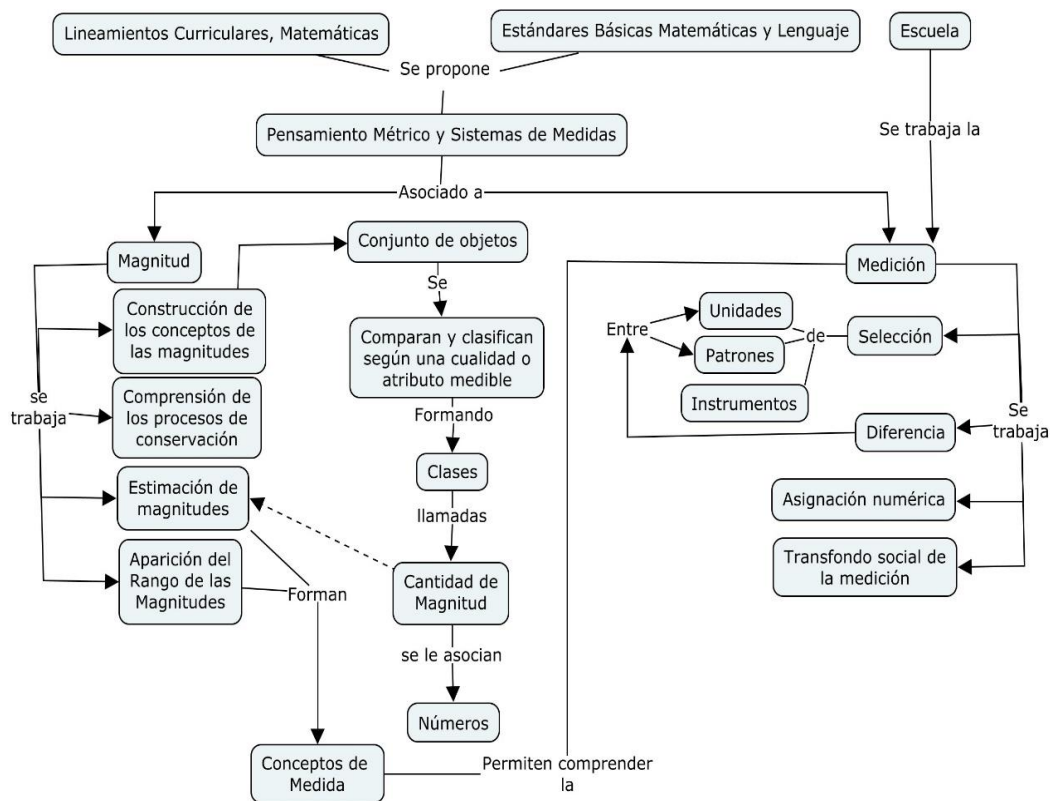 Lineamientos Curriculares, Matemáticas
Estándares Básicas Matemáticas y Lenguaje
Escuela
Se propone
Pensamiento Métrico y Sistemas de Medidas
Se trabaja la
Asociado a
Magnitud
Conjunto de objetos
Medición
Construcción de
los conceptos de
las magnitudes
Se
Comparan y clasifican
según una cualidad o
atributo medible
Entre
Unidades
Patrones
Instrumentos
de
Selección
se
trabaja
Comprensión de
los procesos de
conservación
Formando
Diferencia
Se
trabaja
Estimación de
magnitudes
Clases
llamadas
Asignación numérica
Aparición del
Rango de las
Magnitudes
Forman
Cantidad de
Magnitud
Transfondo social de
la medición
se le asocian
Números
Conceptos de
Medida
Permiten comprender
la